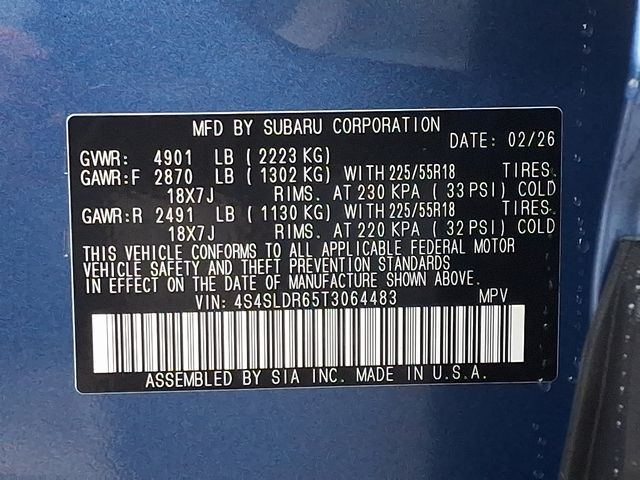 MFD BY SUBARU CORPORATION DATE: 02/26
GVWR: 4901 LB (2223 KG)
GAWR:F 2870 LB (1302 KG) WITH 225/55R18 TIRES.
18X7J RIMS. AT 230 KPA (33 PSI) COLD
GAWR:R 2491 LB (1130 KG) WITH 225/55R18 TIRES.
18X7J RIMS. AT 220 KPA (32 PSI) COLD
THIS VEHICLE CONFORMS TO ALL APPLICABLE FEDERAL MOTOR
VEHICLE SAFETY AND THEFT PREVENTION STANDARDS
IN EFFECT ON THE DATE OF MANUFACTURE SHOWN ABOVE.
VIN: 4S4SLDR65T3064483 MPV
ASSEMBLED BY SIA INC. MADE IN U.S.A.